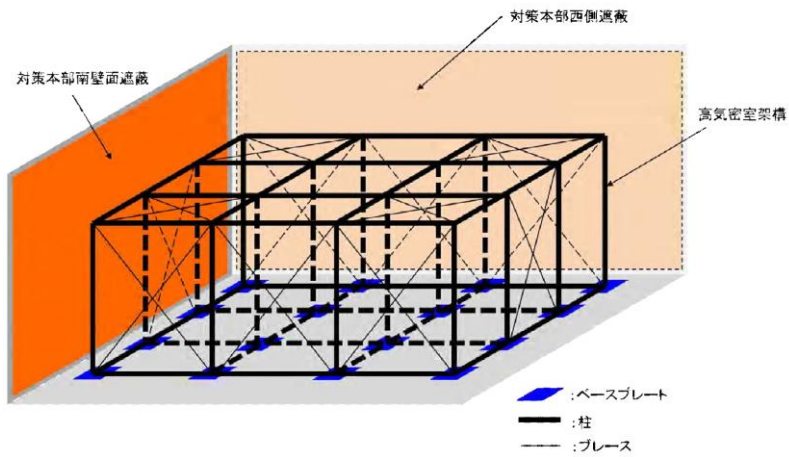 対策本部西側遮蔽
対策本部南壁面遮蔽
高気密室架構
:ベースプレート
:柱
:ブレース